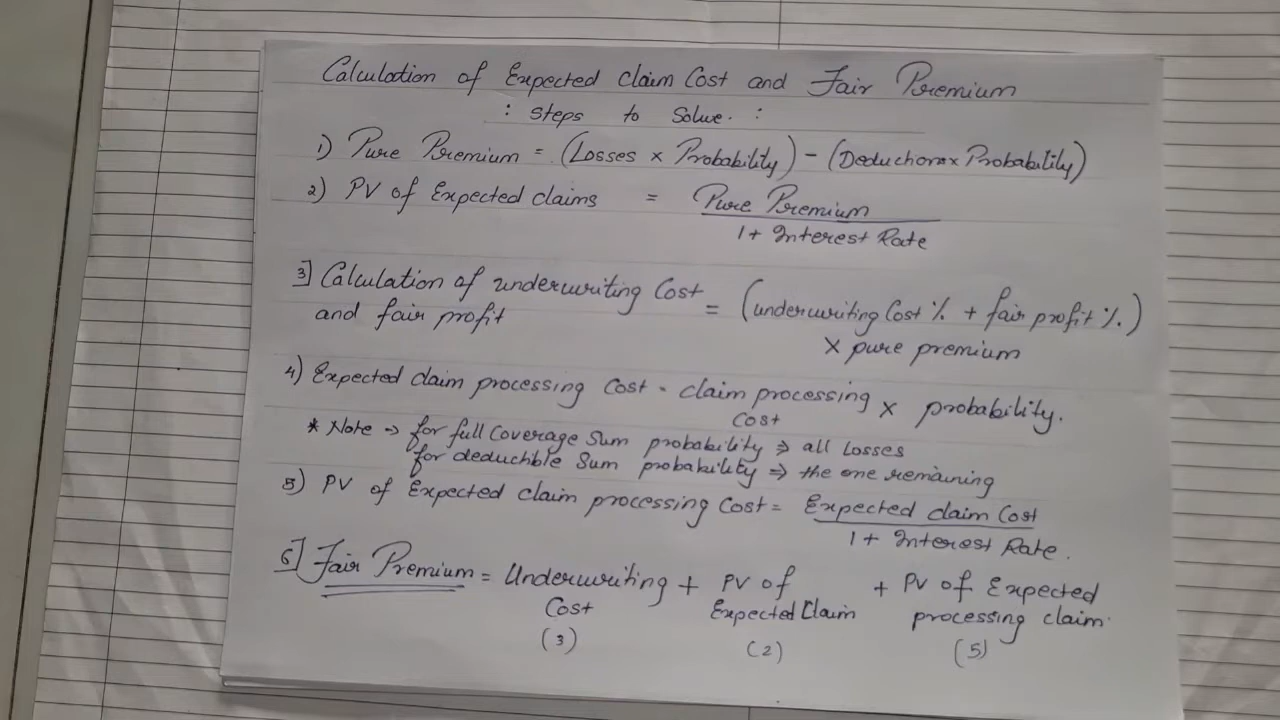 Calculation of Expected Claim Cost and Fair Premium
: steps to Solve. :
1) Pure Premium = (Losses x Probability) - (Deductions x Probability)
2) PV of Expected claims = Pure Premium
1 + Interest Rate
3] Calculation of underwriting Cost = (underwriting Cost % + fair profit %.)
and fair profit
x pure premium
4) Expected claim processing Cost = claim processing x probability.
Cost
* Note → for full Coverage Sum probability ⇒ all Losses
for deductible Sum probability ⇒ the one remaining
5) PV of Expected claim processing Cost = Expected claim Cost
1 + Interest Rate.
6] Fair Premium = Underwriting + PV of + PV of Expected
Cost Expected Claim processing claim.
(3) (2) (5)